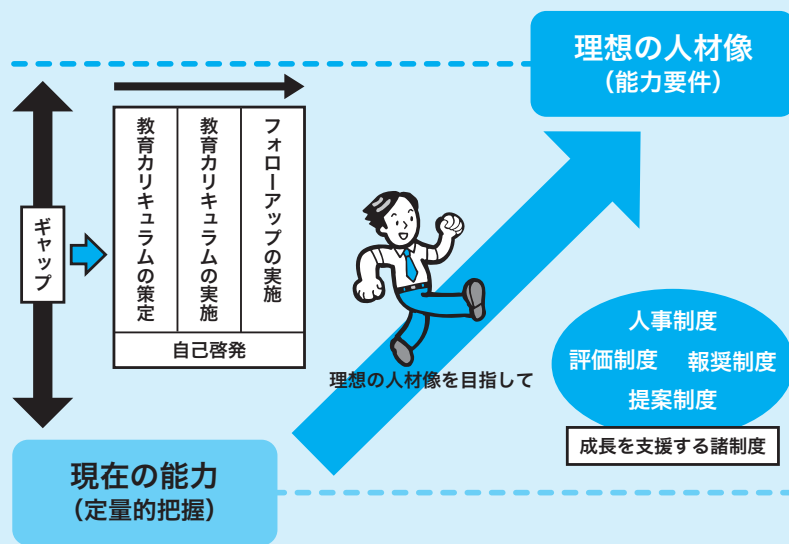 理想の人材像
（能力要件）
ギャップ
教育カリキュラムの策定
教育カリキュラムの実施
フォローアップの実施
自己啓発
理想の人材像を目指して
人事制度
評価制度 報奨制度
提案制度
成長を支援する諸制度
現在の能力
（定量的把握）